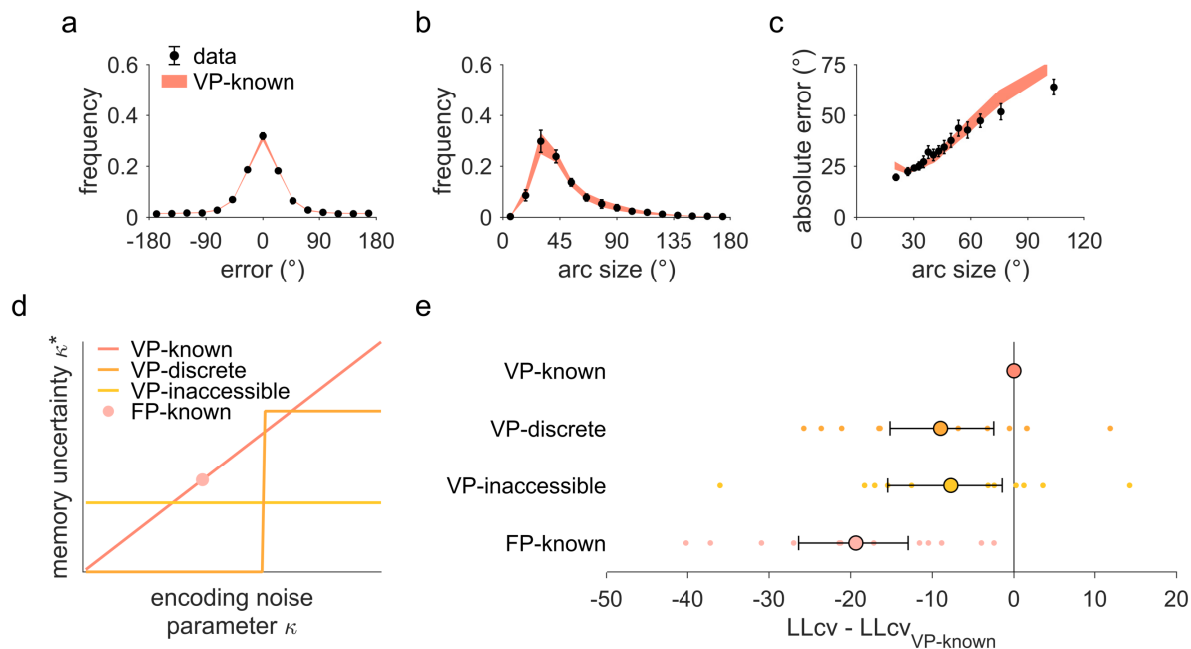 a
data
VP-known
frequency
0.6
0.4
0.2
0
-180
-90
0
90
180
error (°)
b
frequency
0.6
0.4
0.2
0
0
45
90
135
180
arc size (°)
c
absolute error (°)
75
50
25
0
0
30
60
90
120
arc size (°)
d
VP-known
VP-discrete
VP-inaccessible
FP-known
memory uncertainty κ*
encoding noise
parameter κ
e
VP-known
VP-discrete
VP-inaccessible
FP-known
-50
-40
-30
-20
-10
0
10
20
LLcv - LLcv VP-known